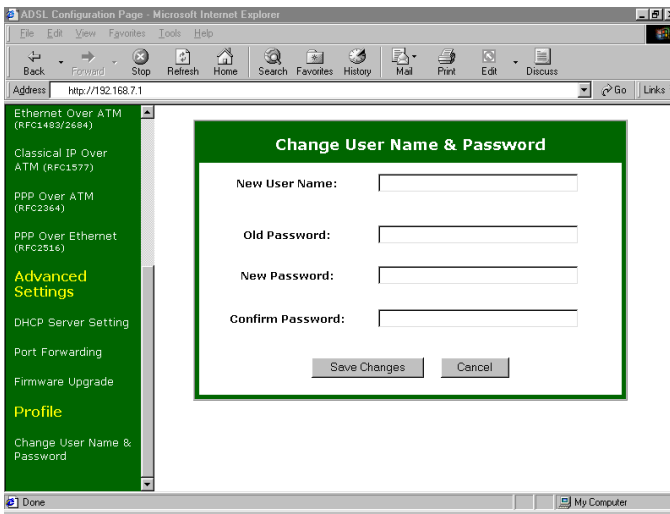 ADSL Configuration Page - Microsoft Internet Explorer
File Edit View Favorites Tools Help
Back Forward Stop Refresh Home Search Favorites History Mail Print Edit Discuss
Address http://192.168.7.1 Go Links
Ethernet Over ATM
(RFC1483/2684)
Classical IP Over
ATM (RFC1577)
PPP Over ATM
(RFC2364)
PPP Over Ethernet
(RFC2516)
Advanced
Settings
DHCP Server Setting
Port Forwarding
Firmware Upgrade
Profile
Change User Name &
Password
Change User Name & Password
New User Name:
Old Password:
New Password:
Confirm Password:
Save Changes Cancel
Done My Computer